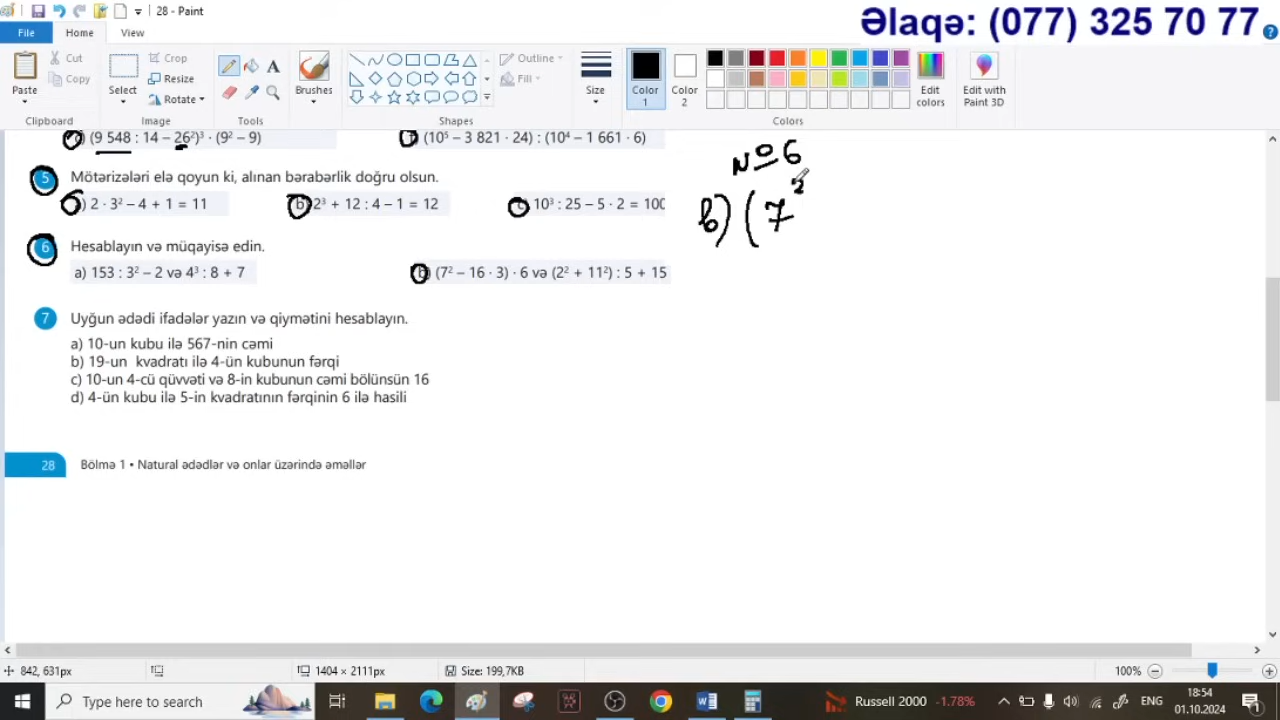 28 - Paint
Əlaqə: (077) 325 70 77
File Home View
Paste Cut Copy
Clipboard
Select Crop Resize Rotate
Image
Tools
Brushes
Shapes
Outline Fill
Size
Color 1 Color 2
Edit colors
Edit with Paint 3D
Colors
(9 548 : 14 – 26²)³ · (9² – 9)
(10⁵ – 3 821 · 24) : (10⁴ – 1 661 · 6)
5 Mötərizələri elə qoyun ki, alınan bərabərlik doğru olsun.
2 · 3² – 4 + 1 = 11
b) 2³ + 12 : 4 – 1 = 12
10³ : 25 – 5 · 2 = 100
6 Hesablayın və müqayisə edin.
a) 153 : 3² – 2 və 4³ : 8 + 7
b) (7² – 16 · 3) · 6 və (2² + 11²) : 5 + 15
7 Uyğun ədədi ifadələr yazın və qiymətini hesablayın.
a) 10-un kubu ilə 567-nin cəmi
b) 19-un kvadratı ilə 4-ün kubunun fərqi
c) 10-un 4-cü qüvvəti və 8-in kubunun cəmi bölünsün 16
d) 4-ün kubu ilə 5-in kvadratının fərqinin 6 ilə hasili
28 Bölmə 1 • Natural ədədlər və onlar üzərində əməllər
№ 6
b) (7²
842, 631px
1404 × 2111px
Size: 199,7KB
100%
Type here to search
Russell 2000 -1.78%
ENG
18:54
01.10.2024